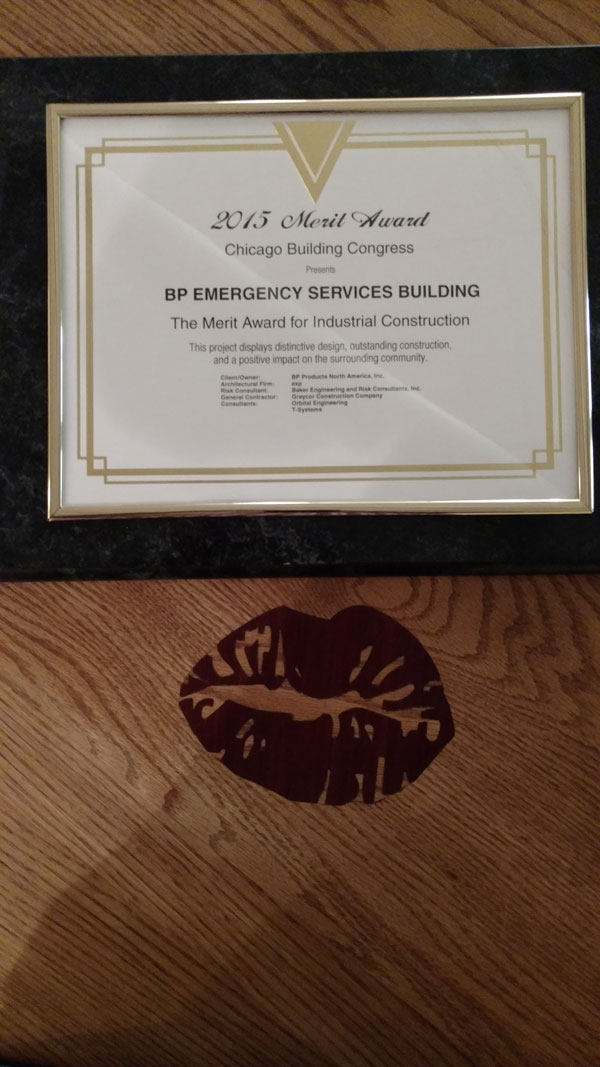 2015 Merit Award
Chicago Building Congress
Presents
BP EMERGENCY SERVICES BUILDING
The Merit Award for Industrial Construction
This project displays distinctive design, outstanding construction,
and a positive impact on the surrounding community.
Client/Owner: BP Products North America, Inc.
Architectural Firm: exp
Risk Consultant: Baker Engineering and Risk Consultants, Inc.
General Contractor: Graycor Construction Company
Consultants: Orbital Engineering
T-Systems